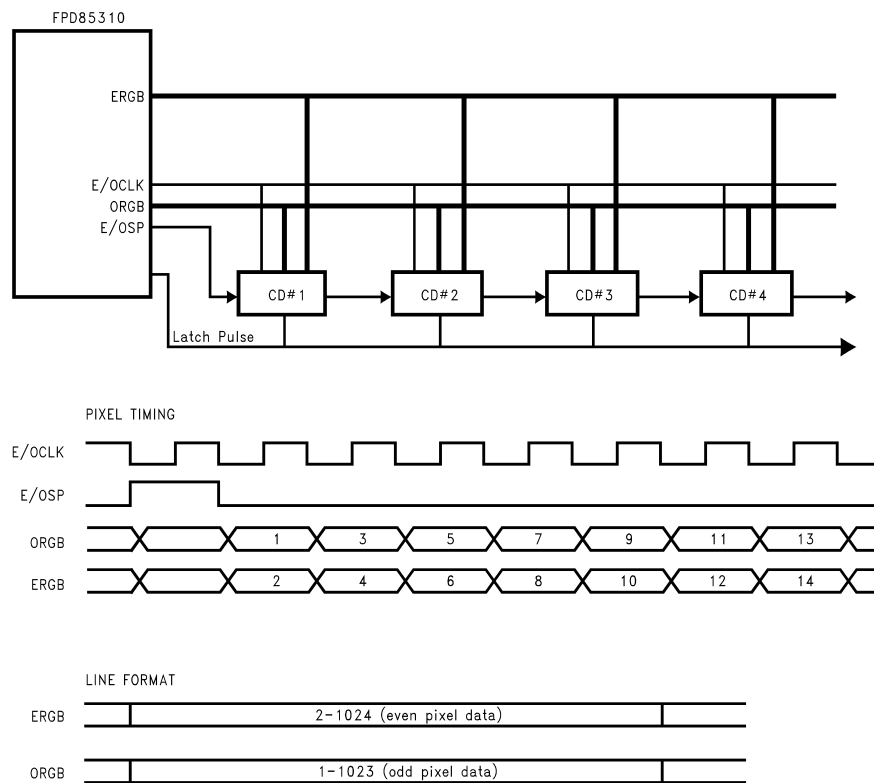 FPD85310
ERGB
E/OCLK
ORGB
E/OSP
CD#1 CD#2 CD#3 CD#4
Latch Pulse
PIXEL TIMING
E/OCLK
E/OSP
ORGB 1 3 5 7 9 11 13
ERGB 2 4 6 8 10 12 14
LINE FORMAT
ERGB 2-1024 (even pixel data)
ORGB 1-1023 (odd pixel data)